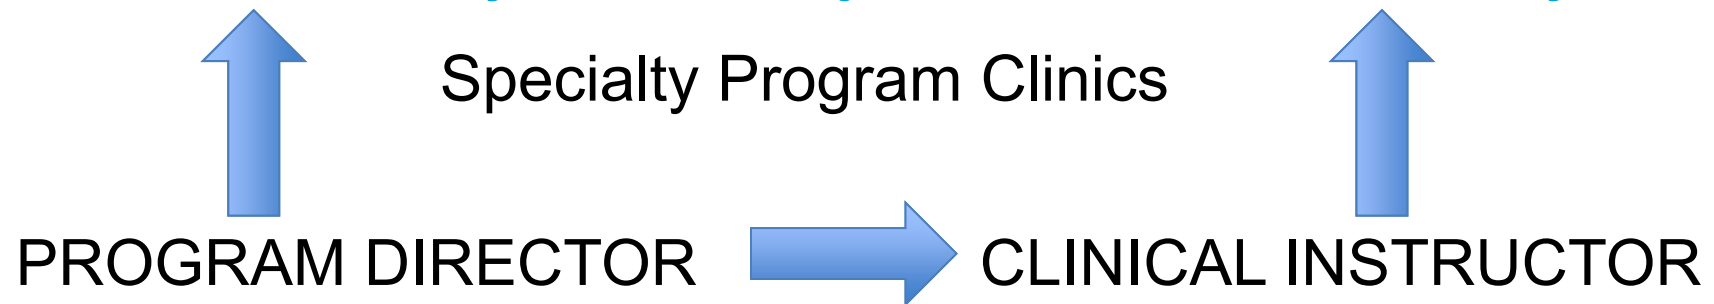 Specialty Program Clinics
PROGRAM DIRECTOR CLINICAL INSTRUCTOR